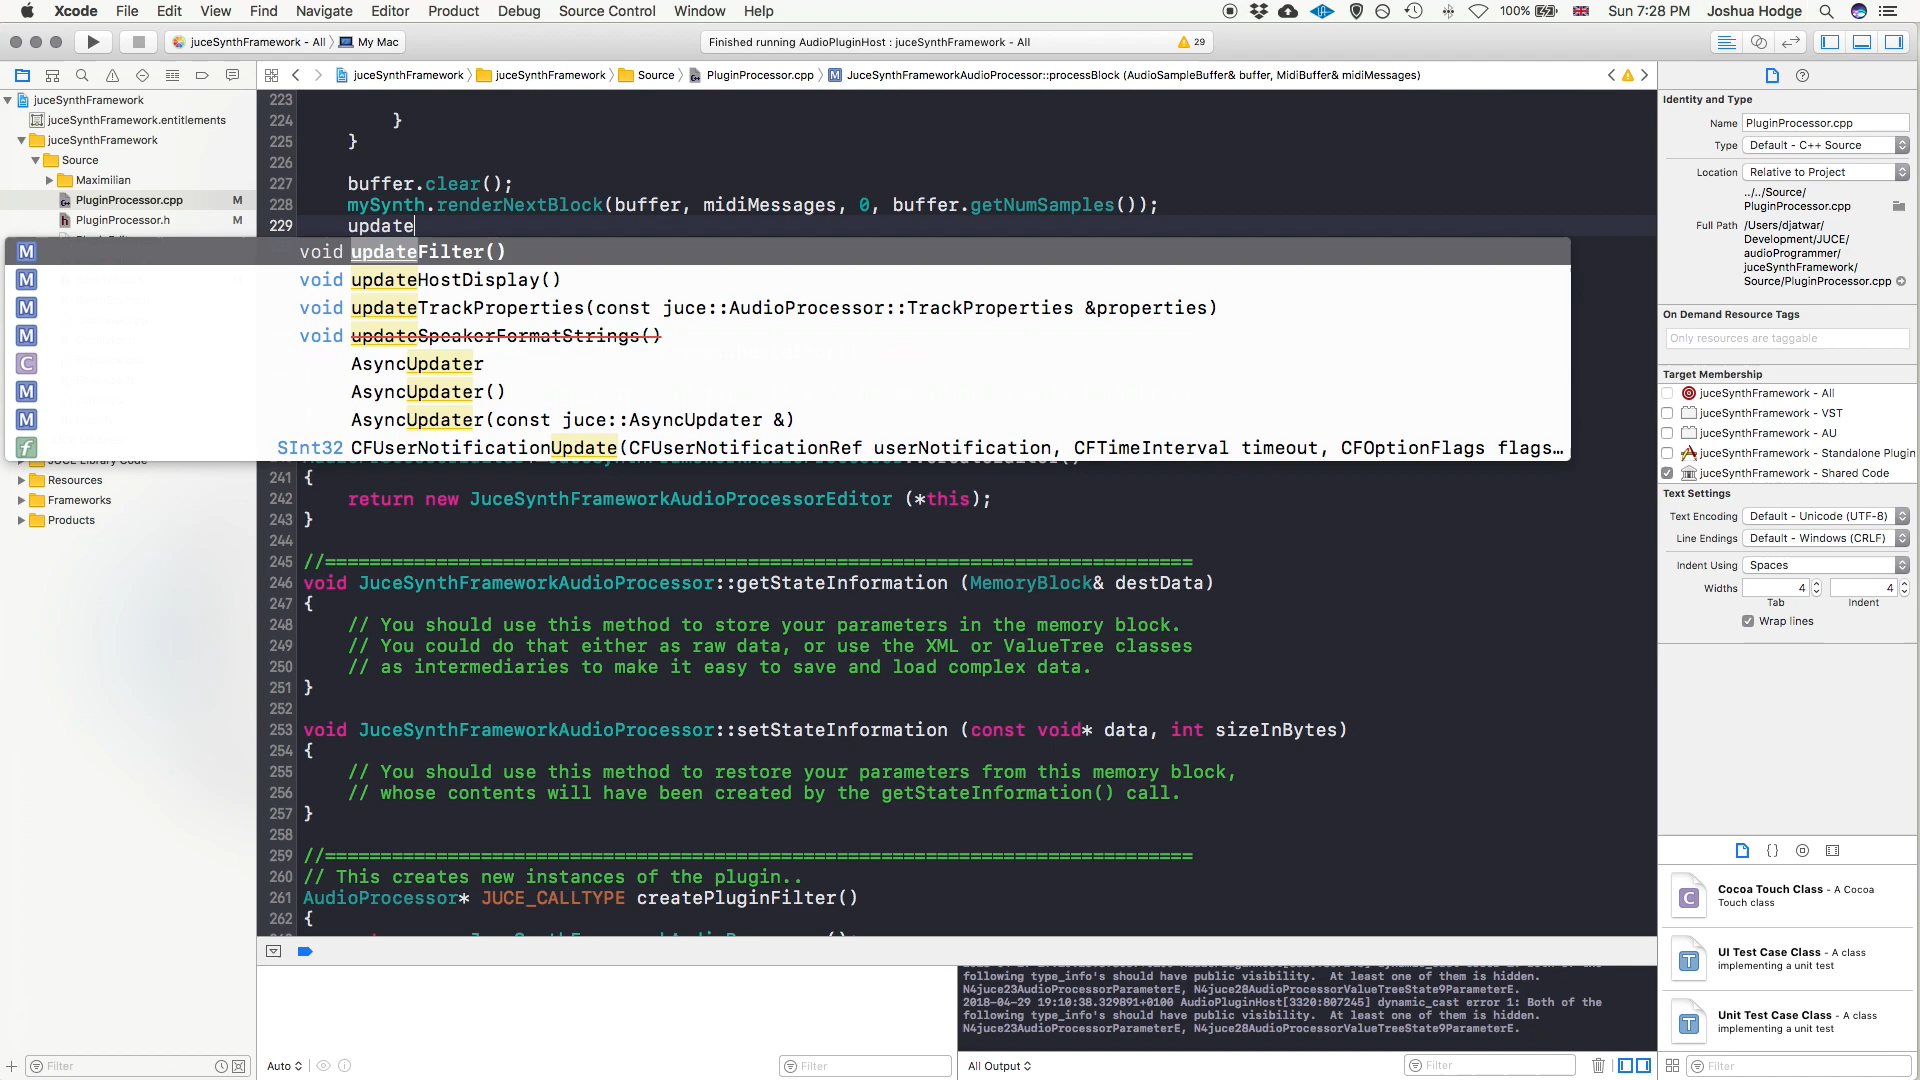 Xcode File Edit View Find Navigate Editor Product Debug Source Control Window Help 100% Sun 7:28 PM Joshua Hodge
juceSynthFramework - All My Mac Finished running AudioPluginHost : juceSynthFramework - All 29
juceSynthFramework juceSynthFramework Source PluginProcessor.cpp JuceSynthFrameworkAudioProcessor::processBlock (AudioSampleBuffer& buffer, MidiBuffer& midiMessages)
juceSynthFramework
juceSynthFramework.entitlements
juceSynthFramework
Source
Maximilian
PluginProcessor.cpp M
PluginProcessor.h M
Resources
Frameworks
Products
Filter
223
224 }
225 }
226
227 buffer.clear();
228 mySynth.renderNextBlock(buffer, midiMessages, 0, buffer.getNumSamples());
229 update
M void updateFilter()
M void updateHostDisplay()
M void updateTrackProperties(const juce::AudioProcessor::TrackProperties &properties)
M void updateSpeakerFormatStrings()
C AsyncUpdater
M AsyncUpdater()
M AsyncUpdater(const juce::AsyncUpdater &)
f SInt32 CFUserNotificationUpdate(CFUserNotificationRef userNotification, CFTimeInterval timeout, CFOptionFlags flags…
241 {
242 return new JuceSynthFrameworkAudioProcessorEditor (*this);
243 }
244
245 //==============================================================================
246 void JuceSynthFrameworkAudioProcessor::getStateInformation (MemoryBlock& destData)
247 {
248 // You should use this method to store your parameters in the memory block.
249 // You could do that either as raw data, or use the XML or ValueTree classes
250 // as intermediaries to make it easy to save and load complex data.
251 }
252
253 void JuceSynthFrameworkAudioProcessor::setStateInformation (const void* data, int sizeInBytes)
254 {
255 // You should use this method to restore your parameters from this memory block,
256 // whose contents will have been created by the getStateInformation() call.
257 }
258
259 //==============================================================================
260 // This creates new instances of the plugin..
261 AudioProcessor* JUCE_CALLTYPE createPluginFilter()
262 {
Auto Filter
following type_info's should have public visibility. At least one of them is hidden.
N4juce23AudioProcessorParameterE, N4juce28AudioProcessorValueTreeState9ParameterE.
2018-04-29 19:10:38.329891+0100 AudioPluginHost[3320:807245] dynamic_cast error 1: Both of the
following type_info's should have public visibility. At least one of them is hidden.
N4juce23AudioProcessorParameterE, N4juce28AudioProcessorValueTreeState9ParameterE.
All Output Filter
Identity and Type
Name PluginProcessor.cpp
Type Default - C++ Source
Location Relative to Project
../../Source/
PluginProcessor.cpp
Full Path /Users/djatwar/
Development/JUCE/
audioProgrammer/
juceSynthFramework/
Source/PluginProcessor.cpp
On Demand Resource Tags
Only resources are taggable
Target Membership
juceSynthFramework - All
juceSynthFramework - VST
juceSynthFramework - AU
juceSynthFramework - Standalone Plugin
juceSynthFramework - Shared Code
Text Settings
Text Encoding Default - Unicode (UTF-8)
Line Endings Default - Windows (CRLF)
Indent Using Spaces
Widths 4 4
Tab Indent
Wrap lines
Cocoa Touch Class - A Cocoa
Touch class
UI Test Case Class - A class
implementing a unit test
Unit Test Case Class - A class
implementing a unit test
Filter